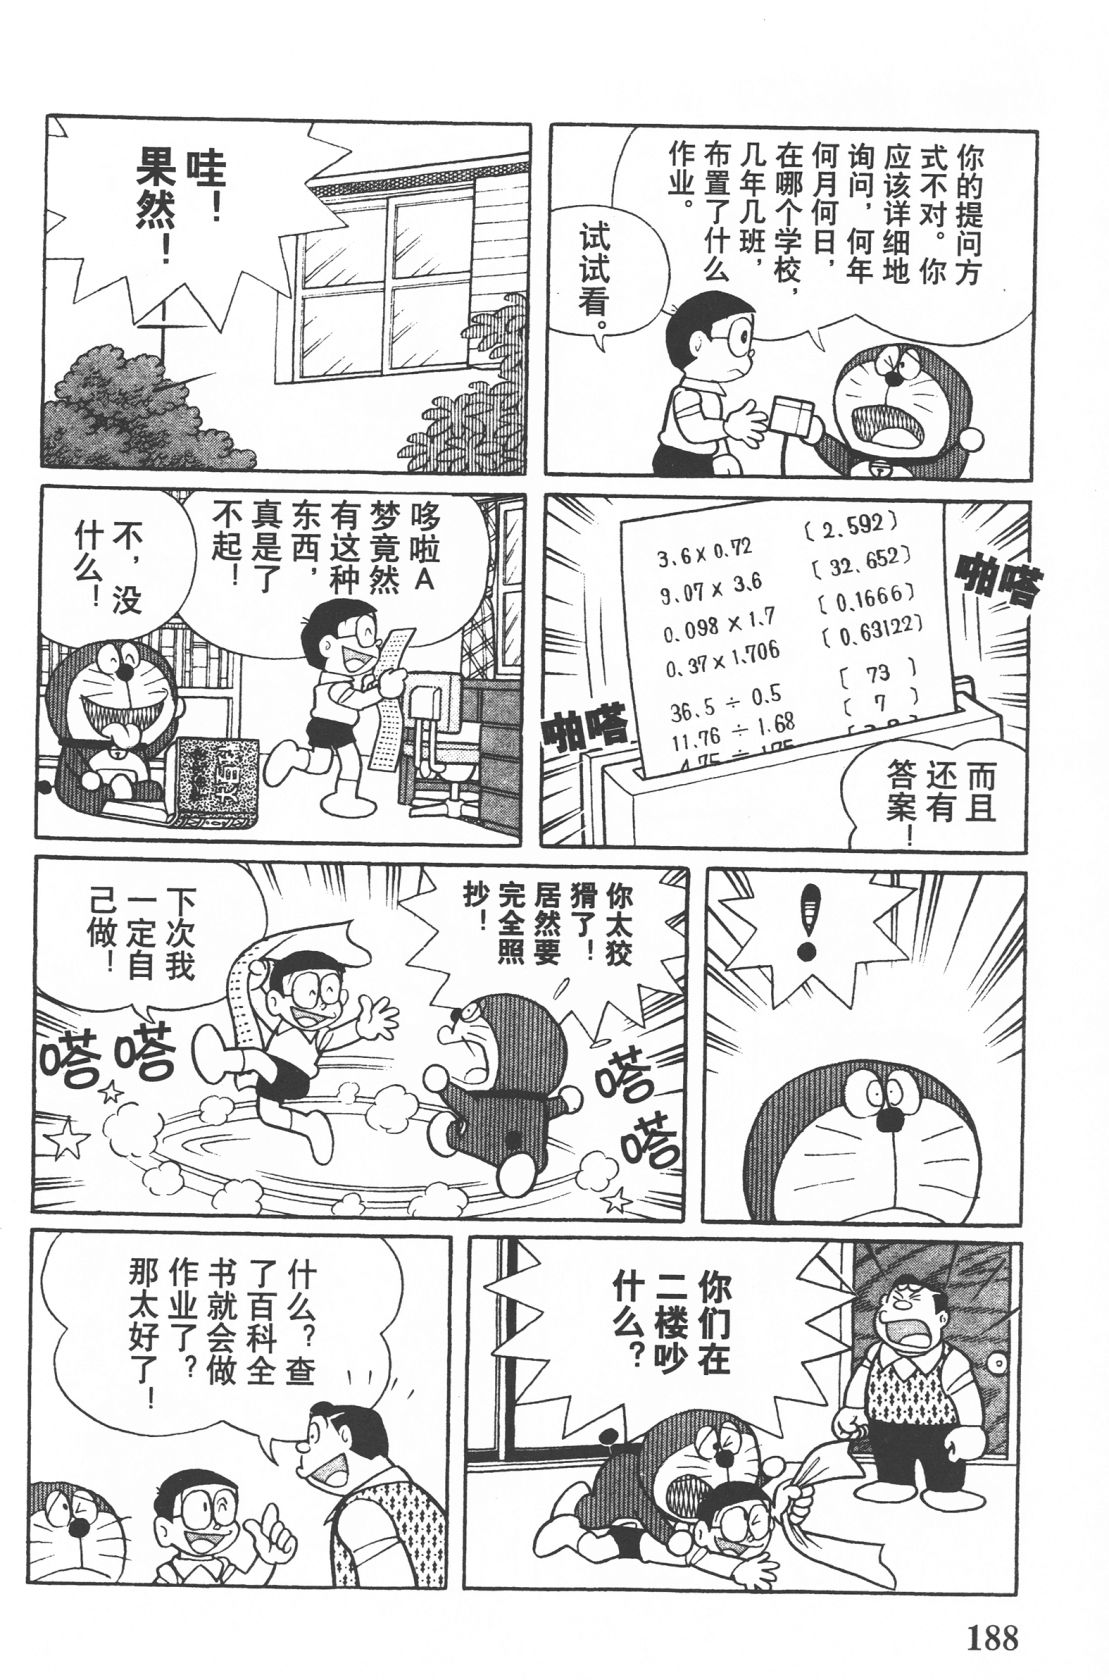 你的提问方
式不对。你
应该详细地
询问，何年
何月何日，
在哪个学校，
几年几班，
布置了什么
作业。
试试看。
哇！
果然！
啪嗒
3.6×0.72 〔2.592〕
9.07×3.6 〔32.652〕
0.098×1.7 〔0.1666〕
0.37×1.706 〔0.63122〕
36.5÷0.5 〔73〕
11.76÷1.68 〔7〕
啪嗒
而且
还有
答案！
哆啦A
梦竟然
有这种
东西，
真是了
不起！
不，没
什么！
！
你太狡
猾了！
居然要
完全照
抄！
嗒
嗒
下次我
一定自
己做！
嗒
嗒
你们在
二楼吵
什么？
什么？查
了百科全
书就会做
作业了？
那太好了！
188